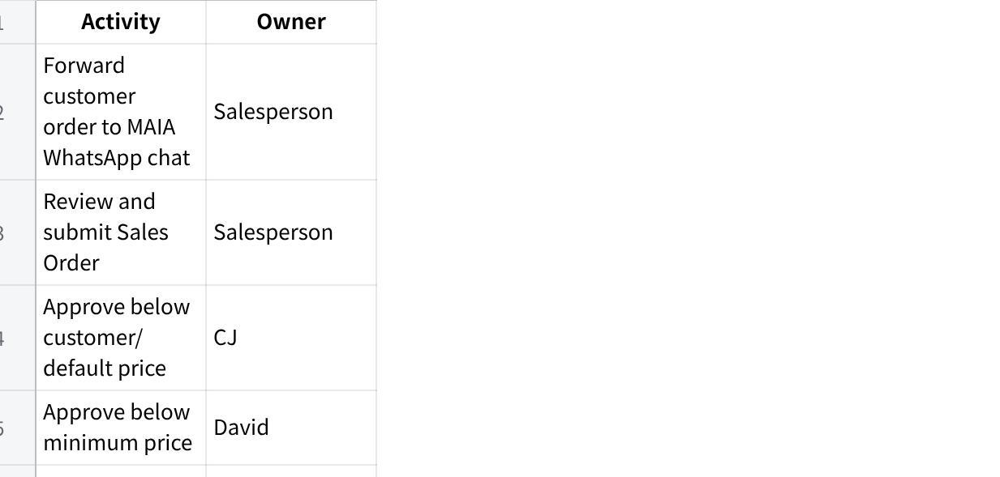 1 Activity Owner
2 Forward
customer
order to MAIA
WhatsApp chat
Salesperson
3 Review and
submit Sales
Order
Salesperson
4 Approve below
customer/
default price
CJ
5 Approve below
minimum price
David